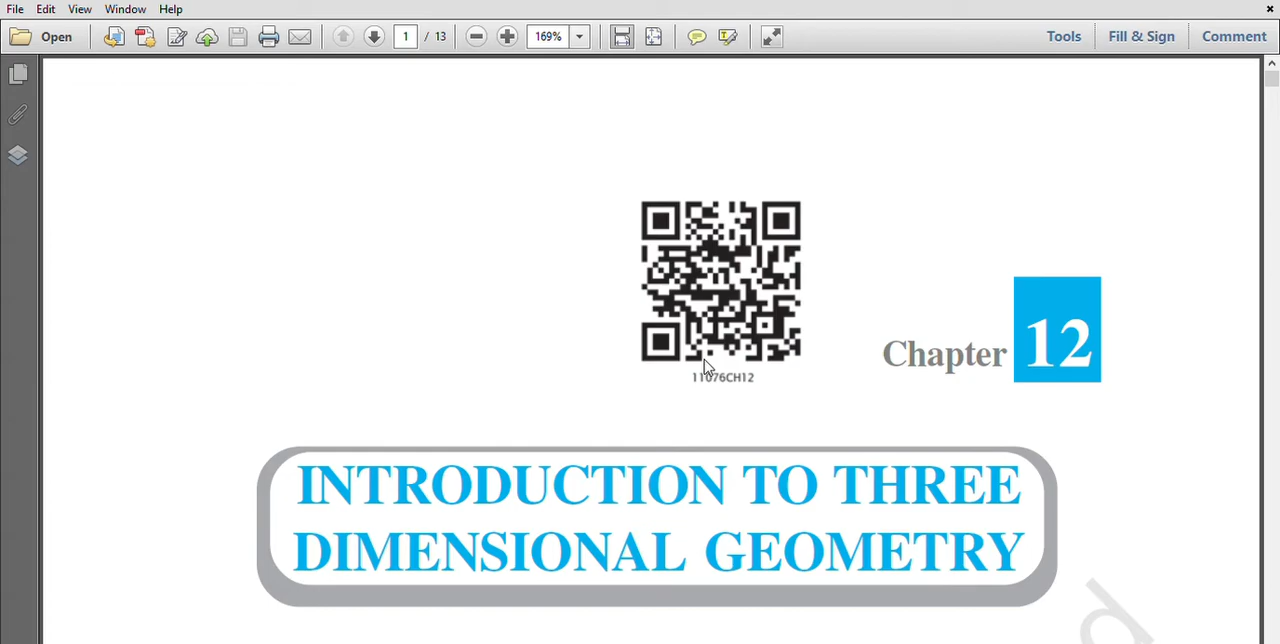 File Edit View Window Help
Open 1 / 13 169% Tools Fill & Sign Comment
11076CH12
Chapter 12
INTRODUCTION TO THREE
DIMENSIONAL GEOMETRY
d